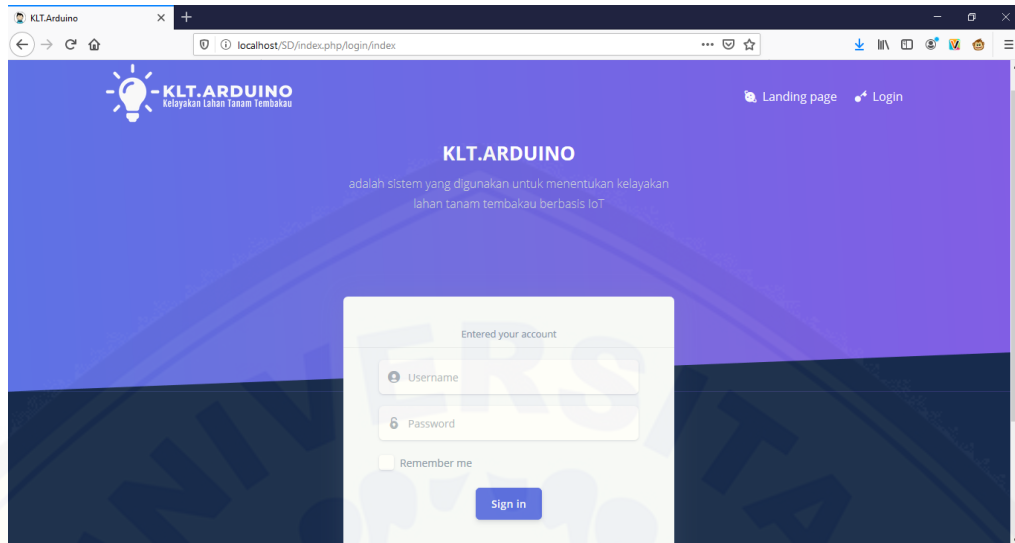 KLT.Arduino
localhost/SD/index.php/login/index
KLT.ARDUINO
Kelayakan Lahan Tanam Tembakau
Landing page
Login
KLT.ARDUINO
adalah sistem yang digunakan untuk menentukan kelayakan
lahan tanam tembakau berbasis IoT
Entered your account
Username
Password
Remember me
Sign in
UNIVERSITA